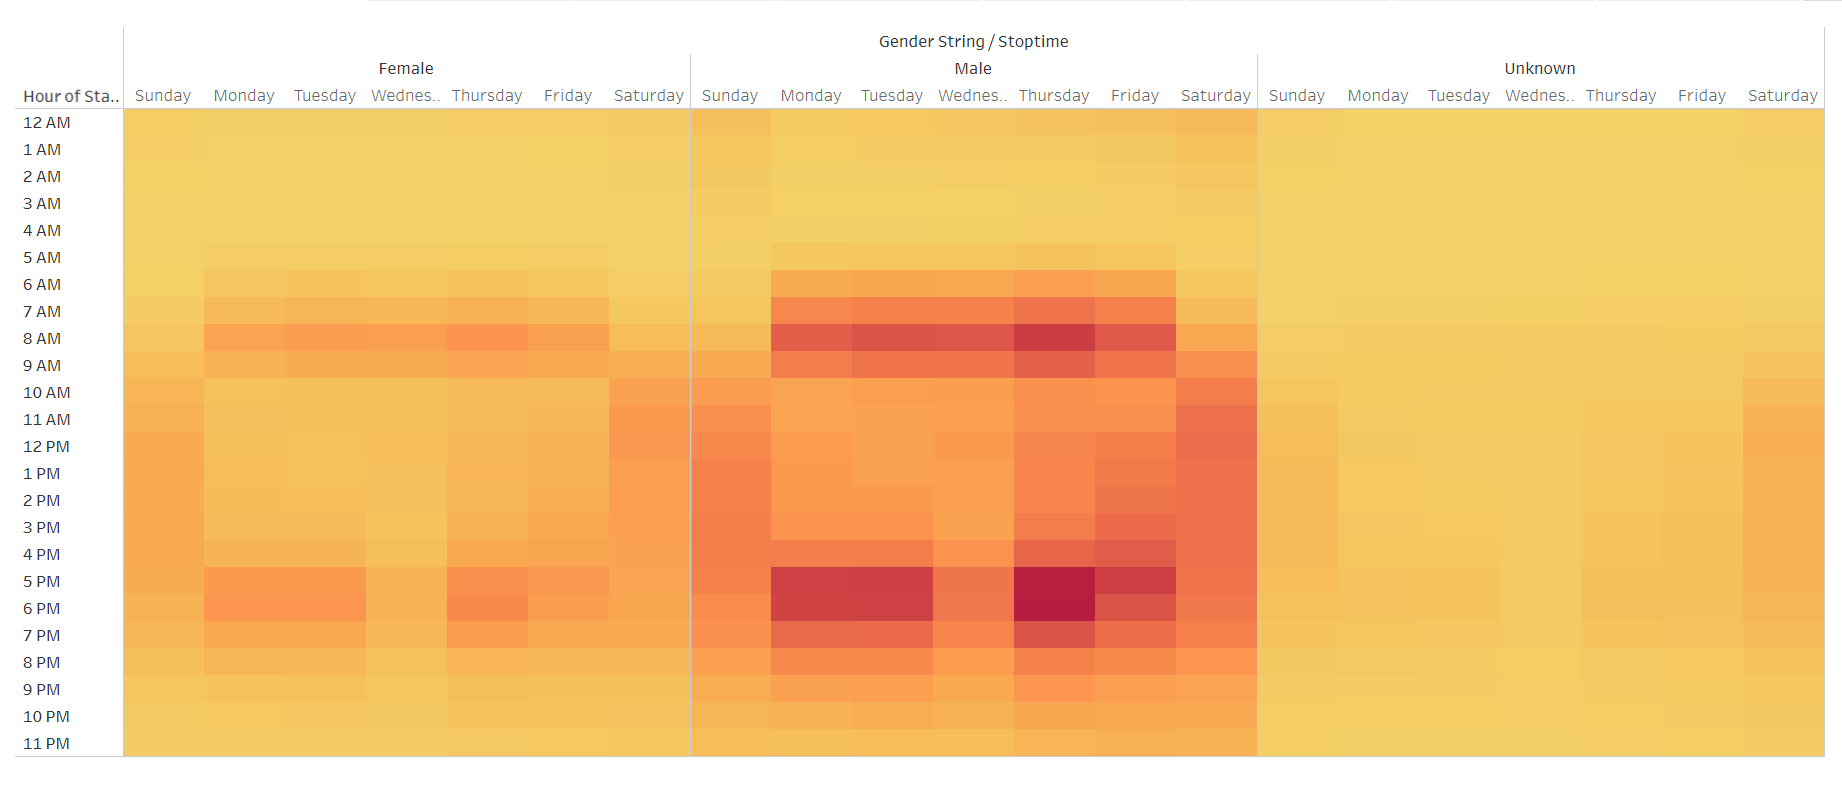 Gender String / Stoptime
Female Male Unknown
Hour of Sta.. Sunday Monday Tuesday Wednes.. Thursday Friday Saturday Sunday Monday Tuesday Wednes.. Thursday Friday Saturday Sunday Monday Tuesday Wednes.. Thursday Friday Saturday
12 AM
1 AM
2 AM
3 AM
4 AM
5 AM
6 AM
7 AM
8 AM
9 AM
10 AM
11 AM
12 PM
1 PM
2 PM
3 PM
4 PM
5 PM
6 PM
7 PM
8 PM
9 PM
10 PM
11 PM